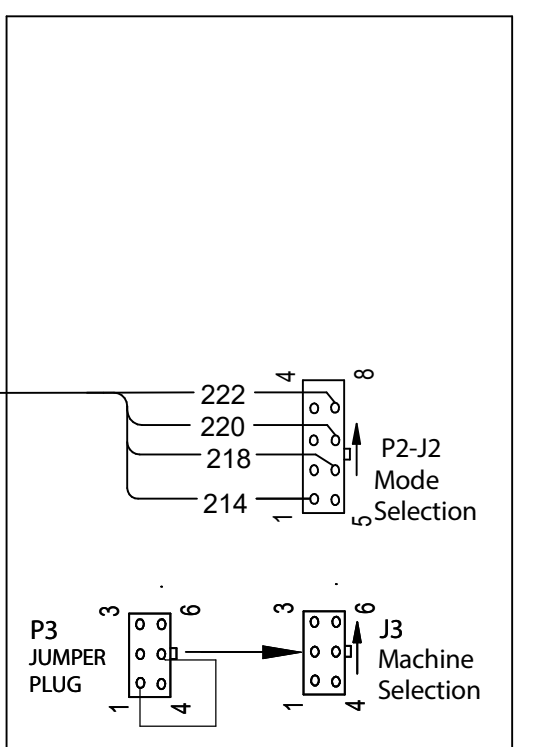 4 8
222
220
218
214
P2-J2
Mode
Selection
1 5
3 6
P3
JUMPER
PLUG
1 4
3 6
J3
Machine
Selection
1 4